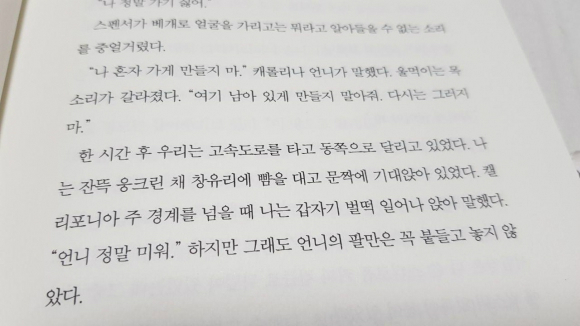 "나 정말 가기 싫어."
스펜서가 베개로 얼굴을 가리고는 뭐라고 알아들을 수 없는 소리
를 중얼거렸다.
"나 혼자 가게 만들지 마." 캐롤리나 언니가 말했다. 울먹이는 목
소리가 갈라졌다. "여기 남아 있게 만들지 말아줘. 다시는 그러지
마."
한 시간 후 우리는 고속도로를 타고 동쪽으로 달리고 있었다. 나
는 잔뜩 웅크린 채 창유리에 뺨을 대고 문짝에 기대앉아 있었다. 캘
리포니아 주 경계를 넘을 때 나는 갑자기 벌떡 일어나 앉아 말했다.
"언니 정말 미워." 하지만 그래도 언니의 팔만은 꼭 붙들고 놓지 않
았다.